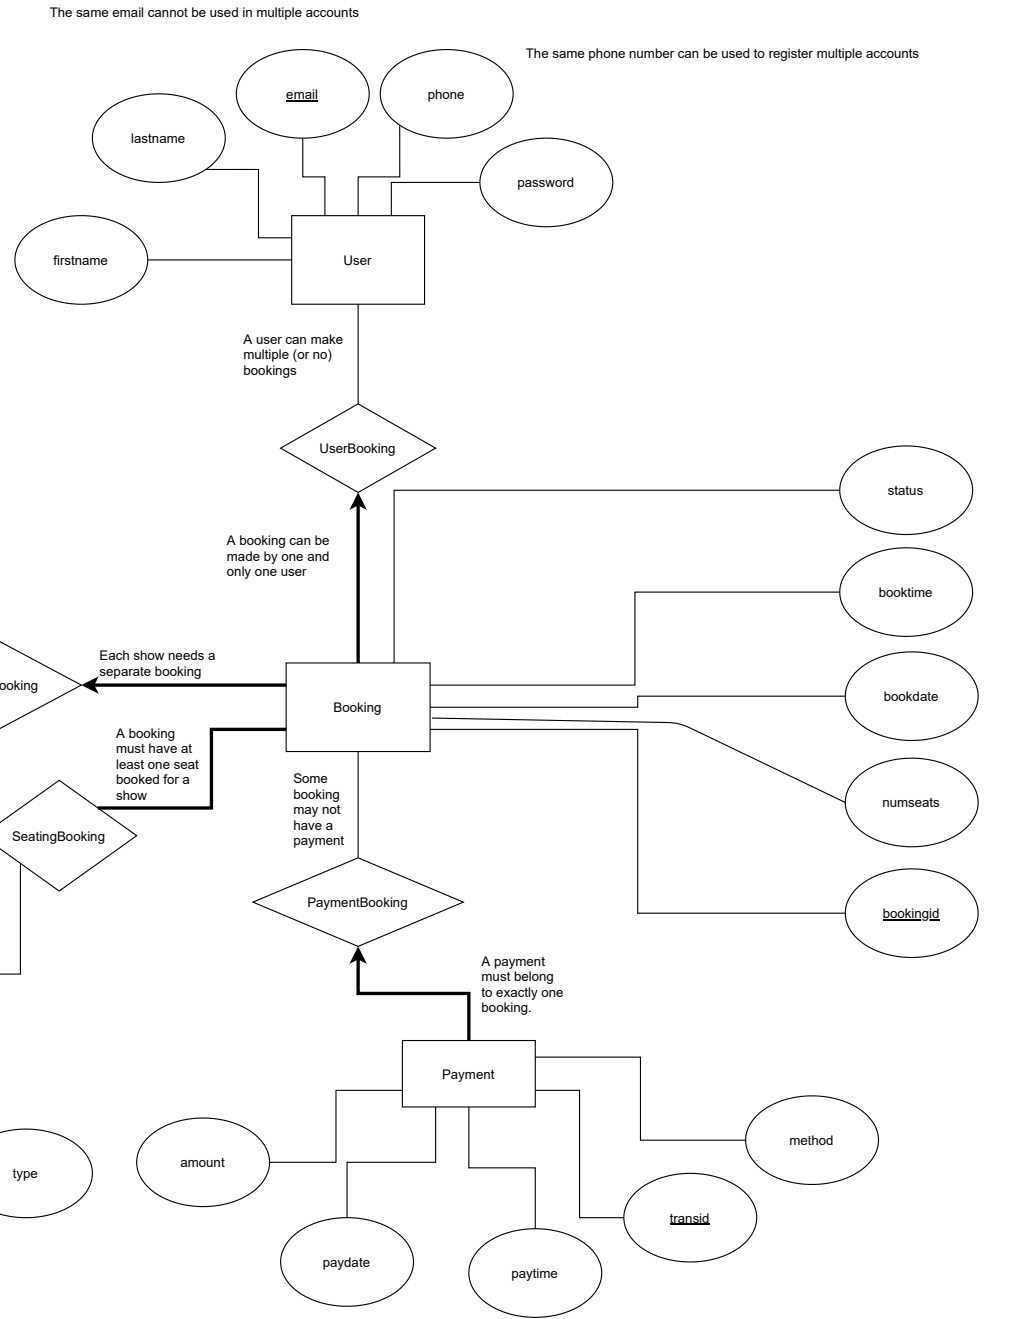 The same email cannot be used in multiple accounts
The same phone number can be used to register multiple accounts
email
phone
lastname
password
firstname
User
A user can make
multiple (or no)
bookings
UserBooking
status
A booking can be
made by one and
only one user
booktime
Each show needs a
separate booking
ooking
bookdate
Booking
A booking
must have at
least one seat
booked for a
show
Some
booking
may not
have a
payment
numseats
SeatingBooking
PaymentBooking
bookingid
A payment
must belong
to exactly one
booking.
Payment
method
amount
type
transid
paydate
paytime